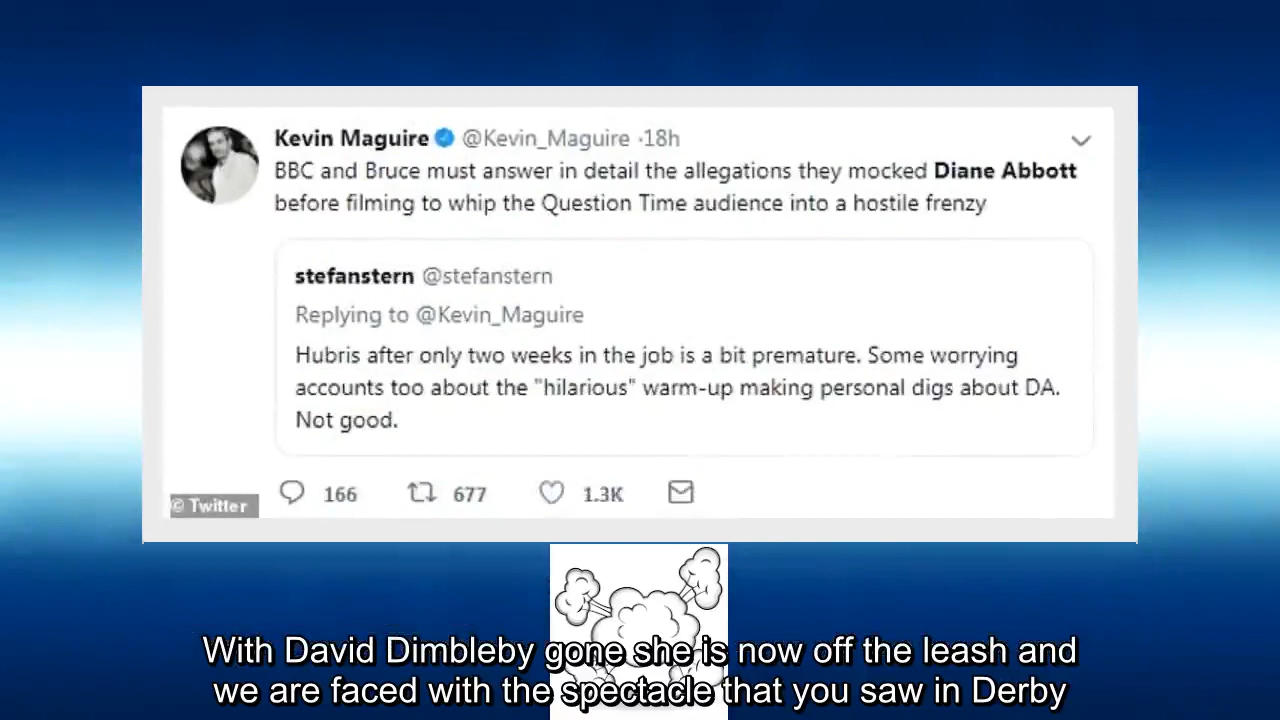 Kevin Maguire @Kevin_Maguire ·18h
BBC and Bruce must answer in detail the allegations they mocked Diane Abbott
before filming to whip the Question Time audience into a hostile frenzy
stefanstern @stefanstern
Replying to @Kevin_Maguire
Hubris after only two weeks in the job is a bit premature. Some worrying
accounts too about the "hilarious" warm-up making personal digs about DA.
Not good.
166 677 1.3K
© Twitter
With David Dimbleby gone she is now off the leash and
we are faced with the spectacle that you saw in Derby